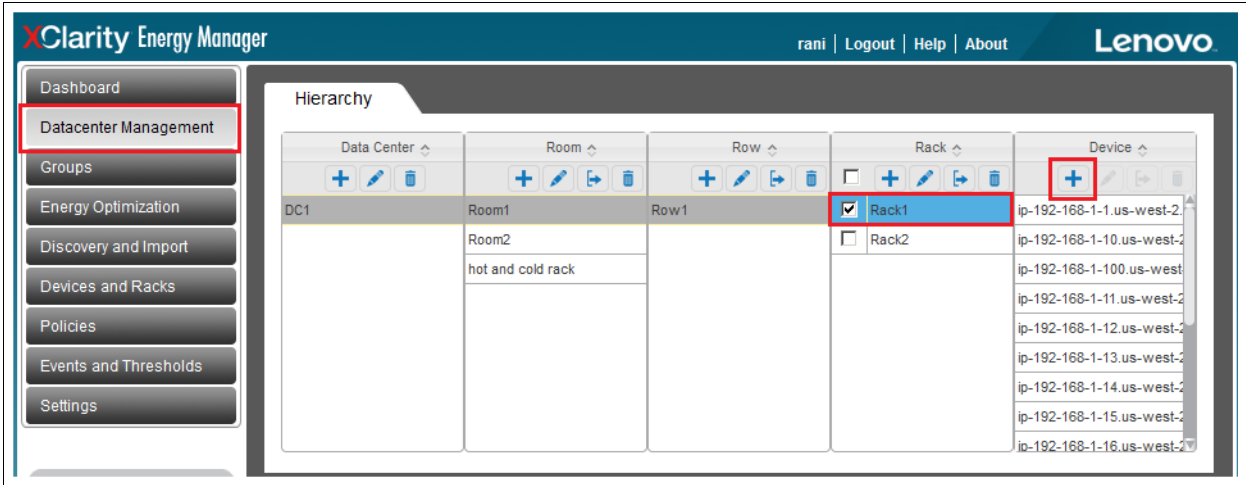 XClarity Energy Manager
rani | Logout | Help | About
Lenovo
Dashboard
Datacenter Management
Groups
Energy Optimization
Discovery and Import
Devices and Racks
Policies
Events and Thresholds
Settings
Hierarchy
Data Center Room Row Rack Device
DC1 Room1 Row1 Rack1 ip-192-168-1-1.us-west-2.
Room2 Rack2 ip-192-168-1-10.us-west-2
hot and cold rack ip-192-168-1-100.us-west-
ip-192-168-1-11.us-west-2
ip-192-168-1-12.us-west-2
ip-192-168-1-13.us-west-2
ip-192-168-1-14.us-west-2
ip-192-168-1-15.us-west-2
ip-192-168-1-16.us-west-2